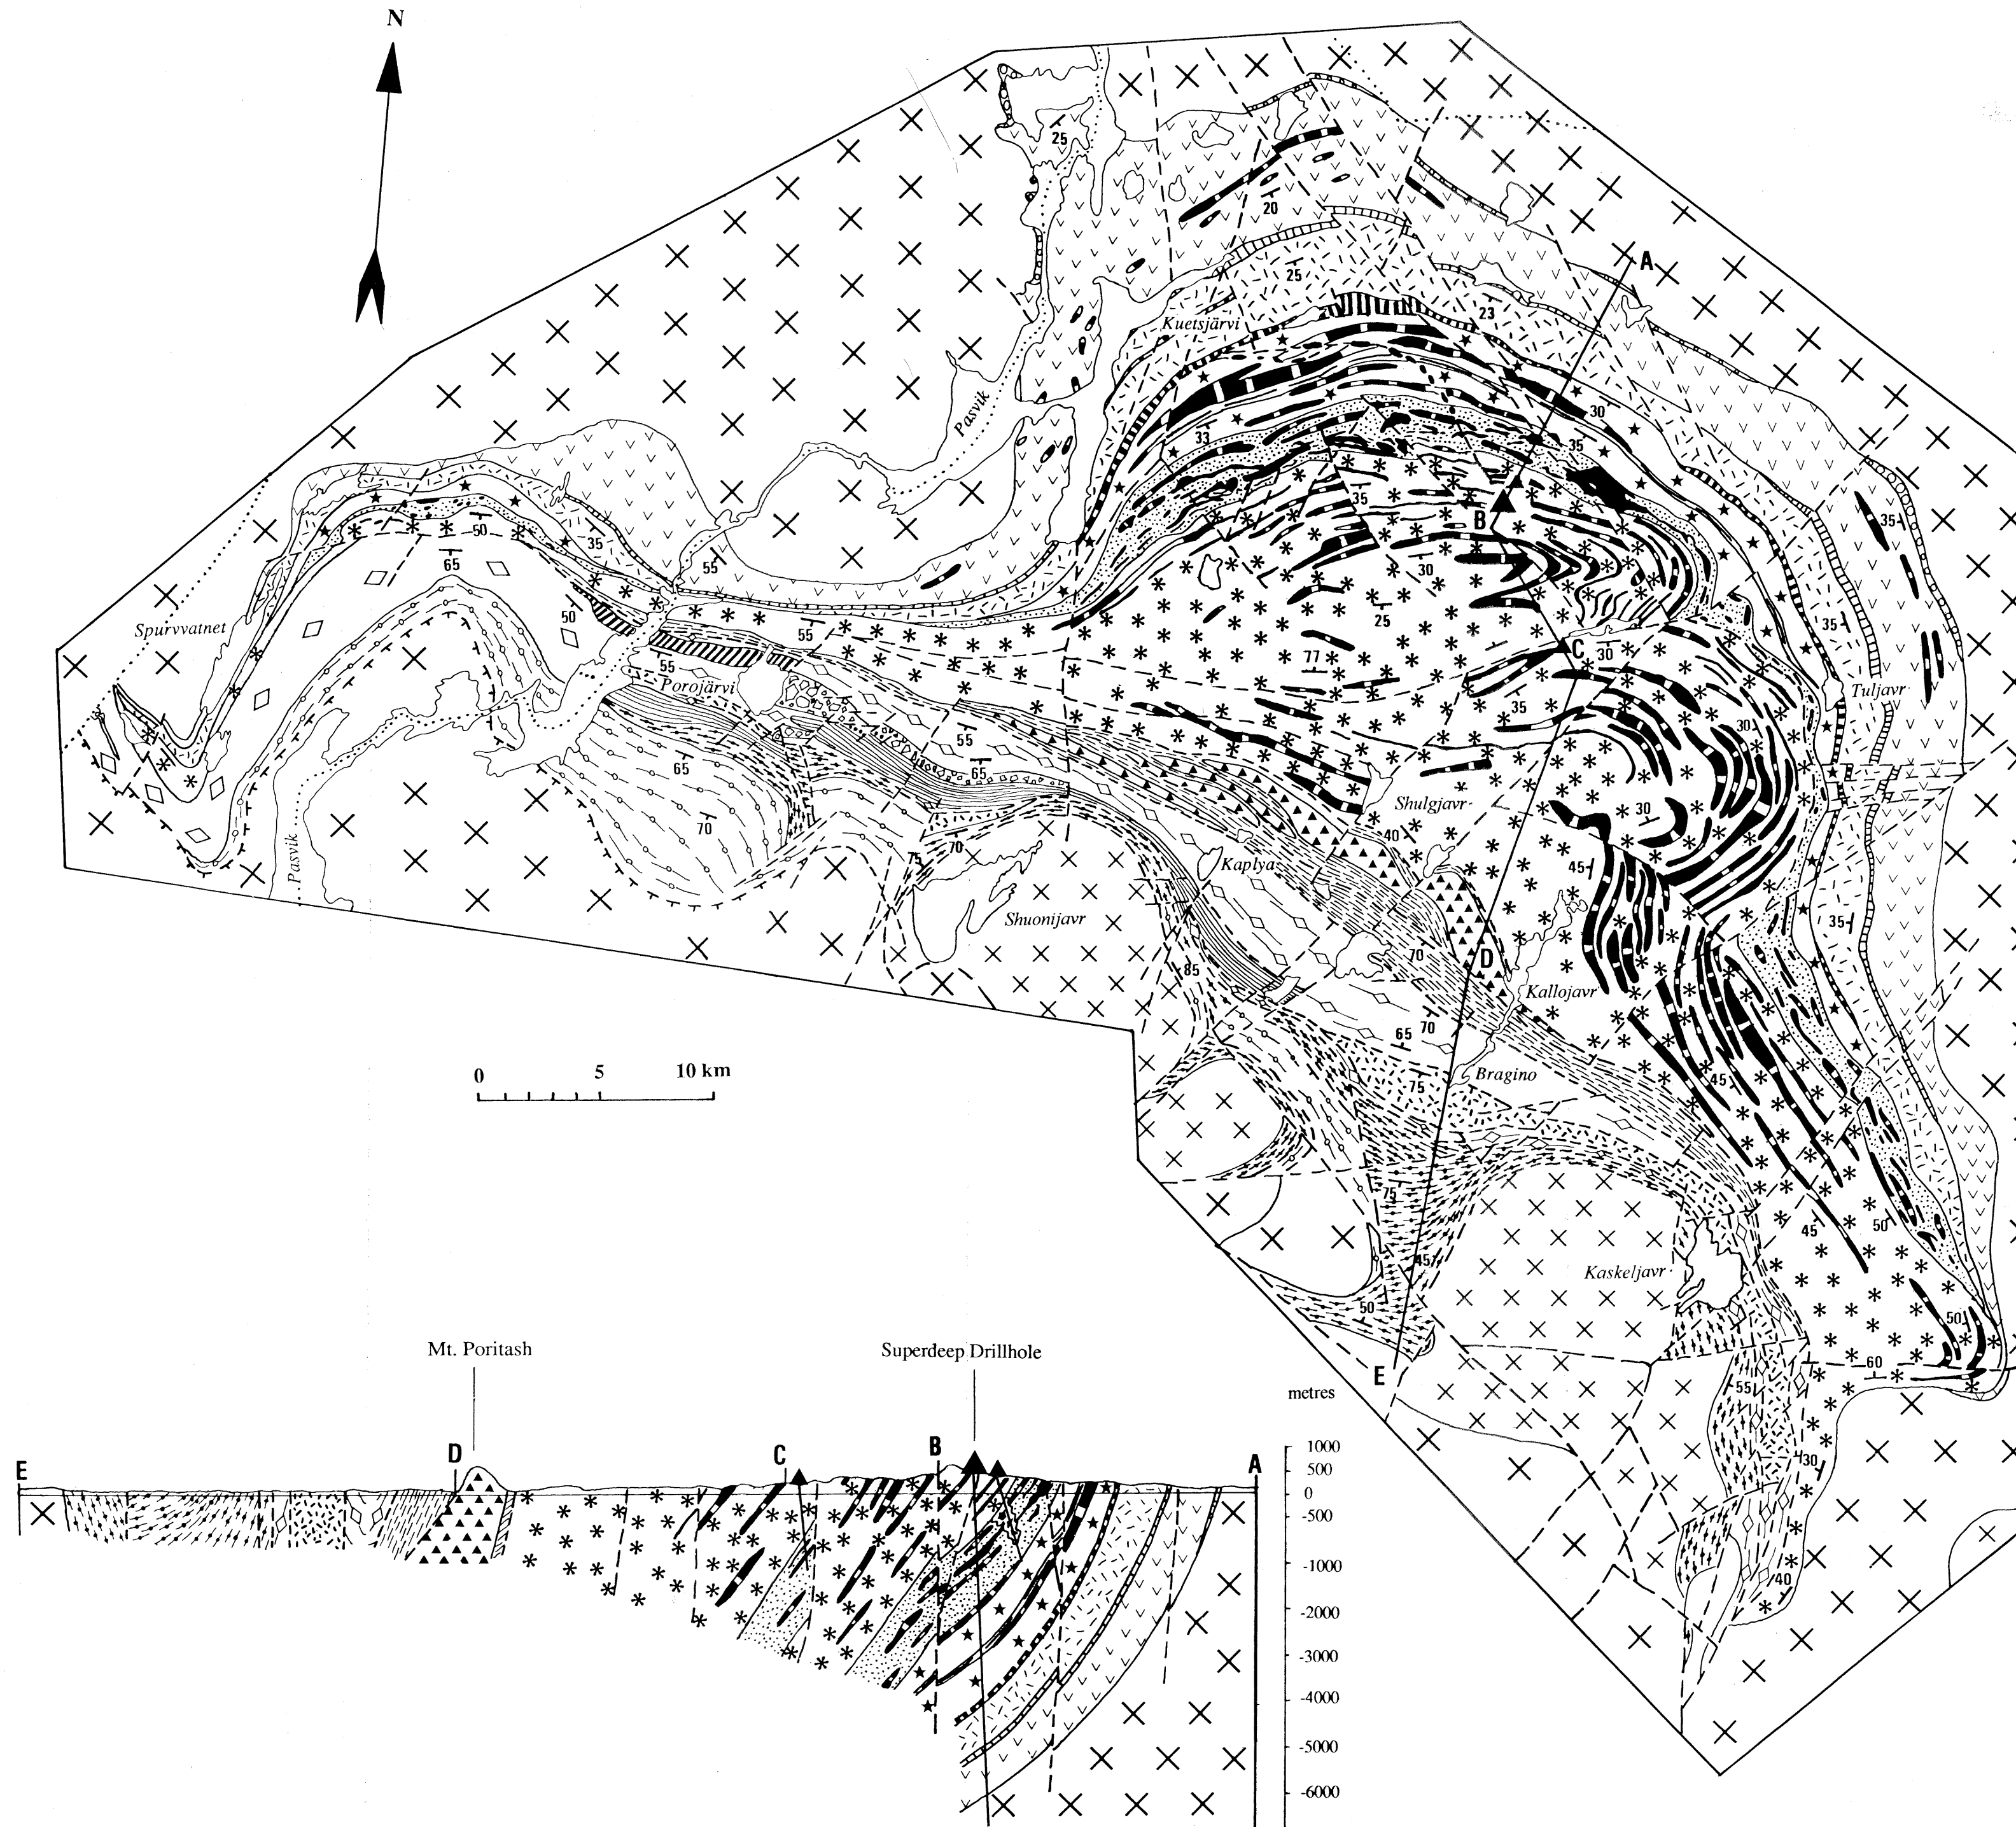 N
25
20
A
25
23
Kuetsjärvi
Pasvik
30
33
35
35
B
35
50
35
55
65
30
50
25
35
Spurvvatnet
55
C
30
77
55
Porojärvi
Tuljavr
35
30
55
65
65
Shulgjavr
30
70
40
45
70
75
Kaplya
Pasvik
Shuonijavr
35
70
D
85
Kallojavr
65
70
0 5 10 km
75
Bragino
45
75
45
50
45
Kaskeljavr
50
50
Mt. Poritash
Superdeep Drillhole
60
E
55
metres
E
D
C
B
A
1000
500
0
-500
-1000
-2000
-3000
-4000
-5000
-6000
30
40